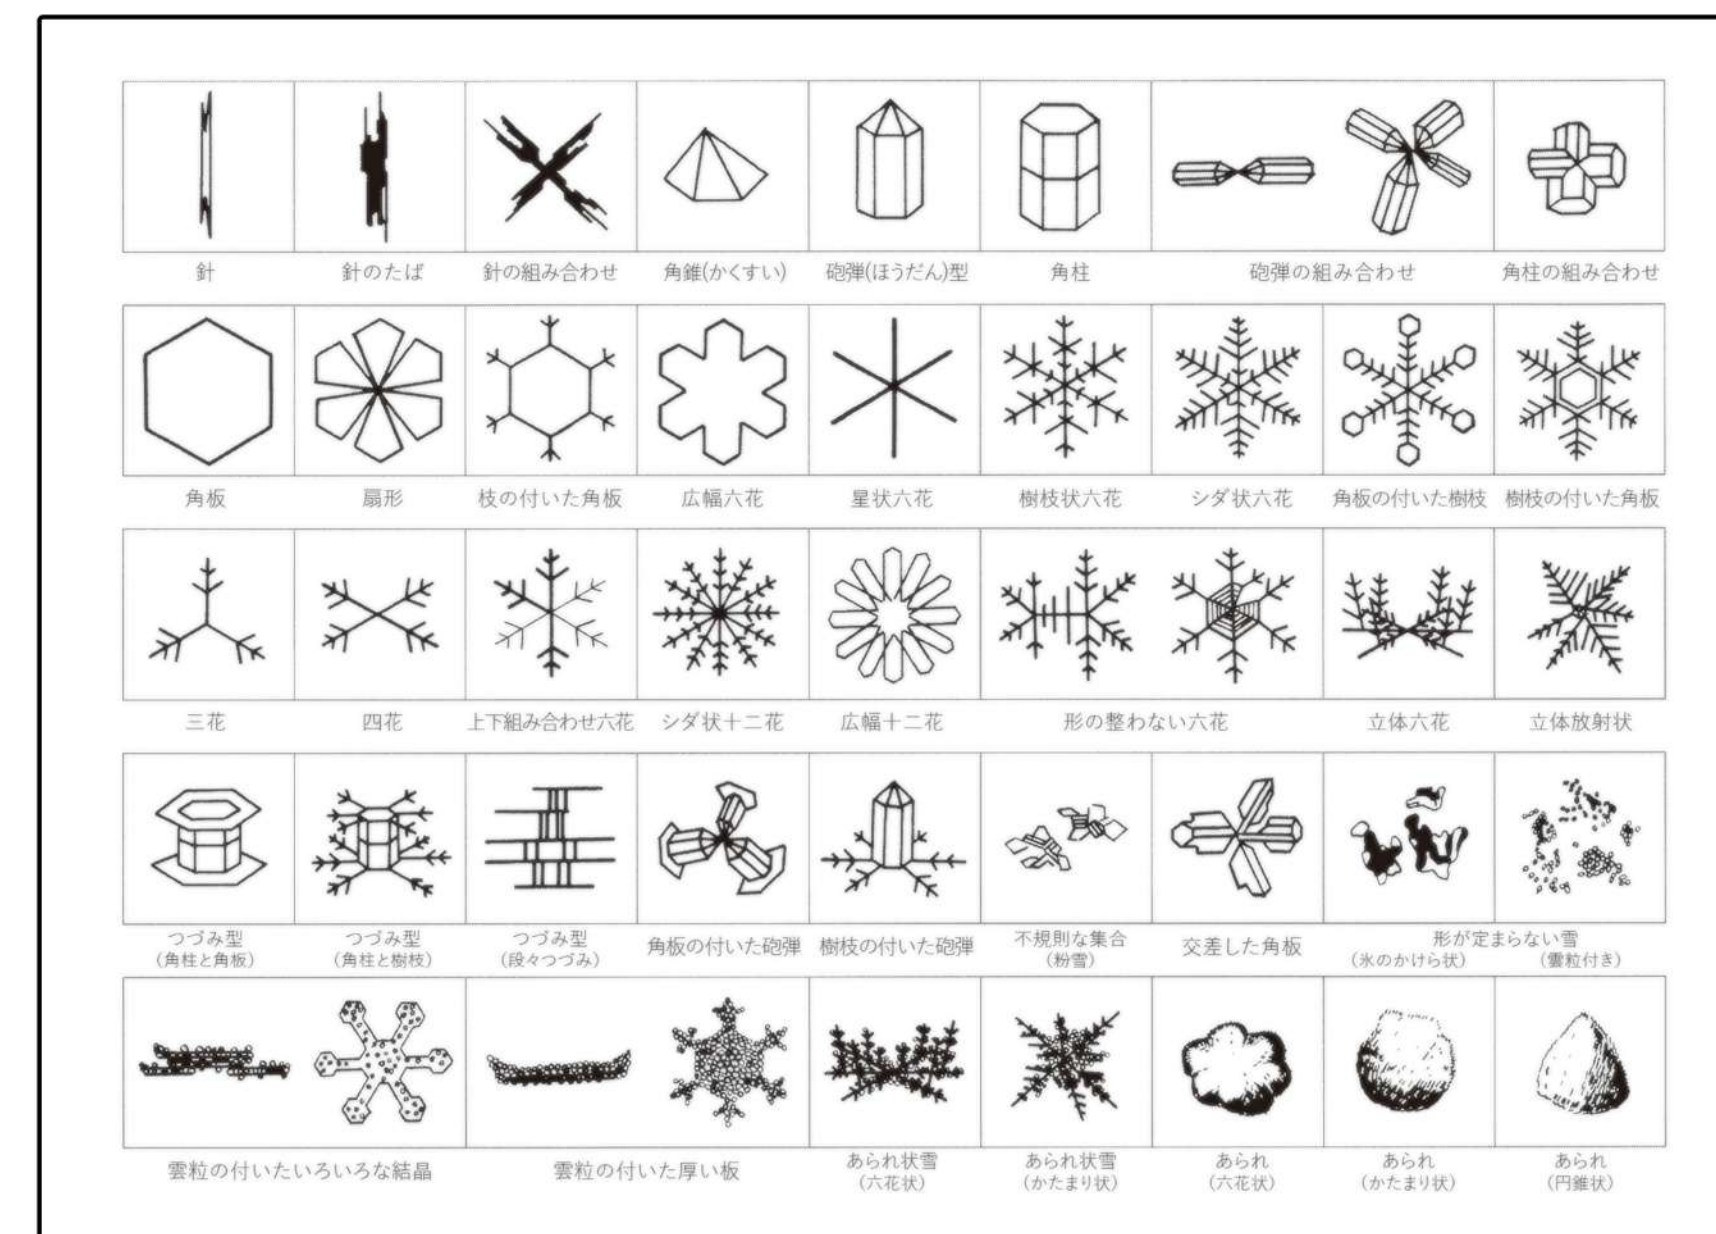 針 針のたば 針の組み合わせ 角錐(かくすい) 砲弾(ほうだん)型 角柱 砲弾の組み合わせ 角柱の組み合わせ
角板 扇形 枝の付いた角板 広幅六花 星状六花 樹枝状六花 シダ状六花 角板の付いた樹枝 樹枝の付いた角板
三花 四花 上下組み合わせ六花 シダ状十二花 広幅十二花 形の整わない六花 立体六花 立体放射状
つづみ型 つづみ型 つづみ型 角板の付いた砲弾 樹枝の付いた砲弾 不規則な集合 交差した角板 形が定まらない雪
(角柱と角板) (角柱と樹枝) (段々つづみ) (粉雪) (氷のかけら状) (雲粒付き)
雲粒の付いたいろいろな結晶 雲粒の付いた厚い板 あられ状雪 あられ状雪 あられ あられ あられ
(六花状) (かたまり状) (六花状) (かたまり状) (円錐状)